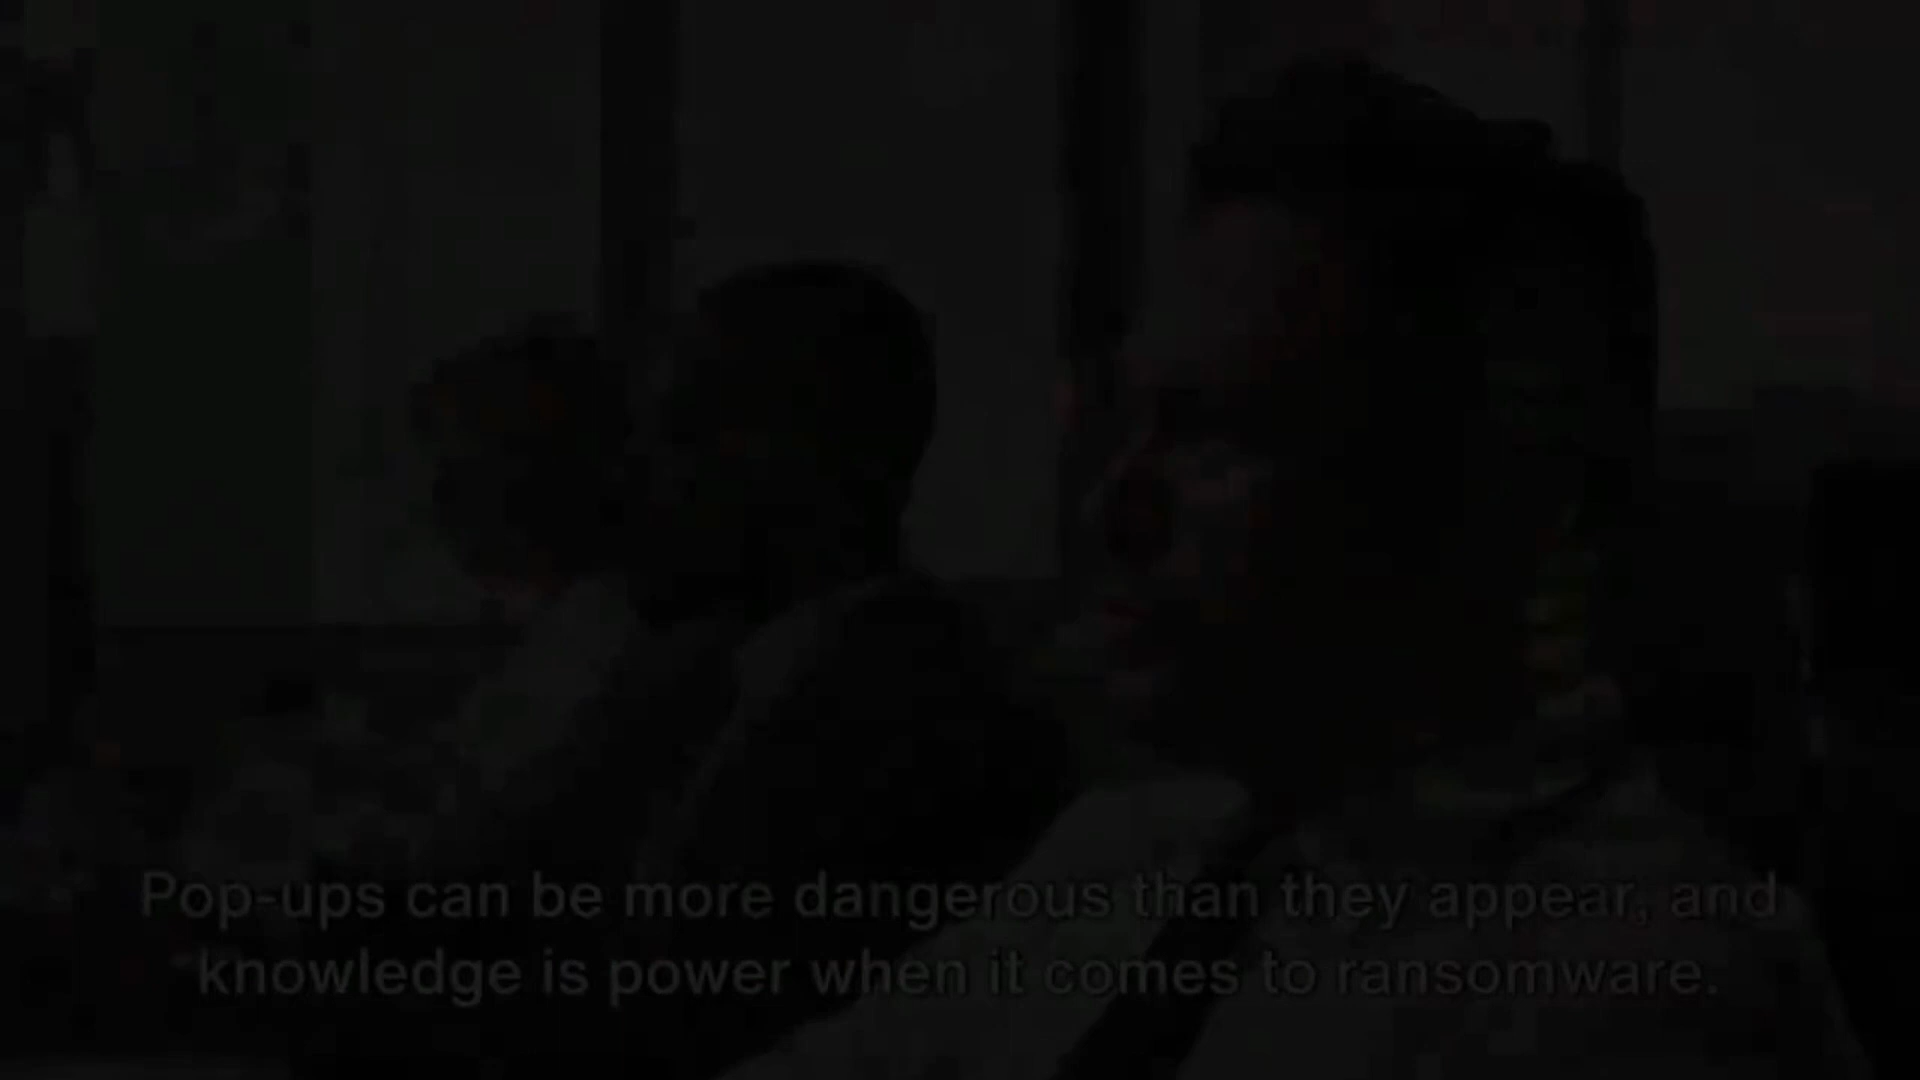 Pop-ups can be more dangerous than they appear, and
knowledge is power when it comes to ransomware.